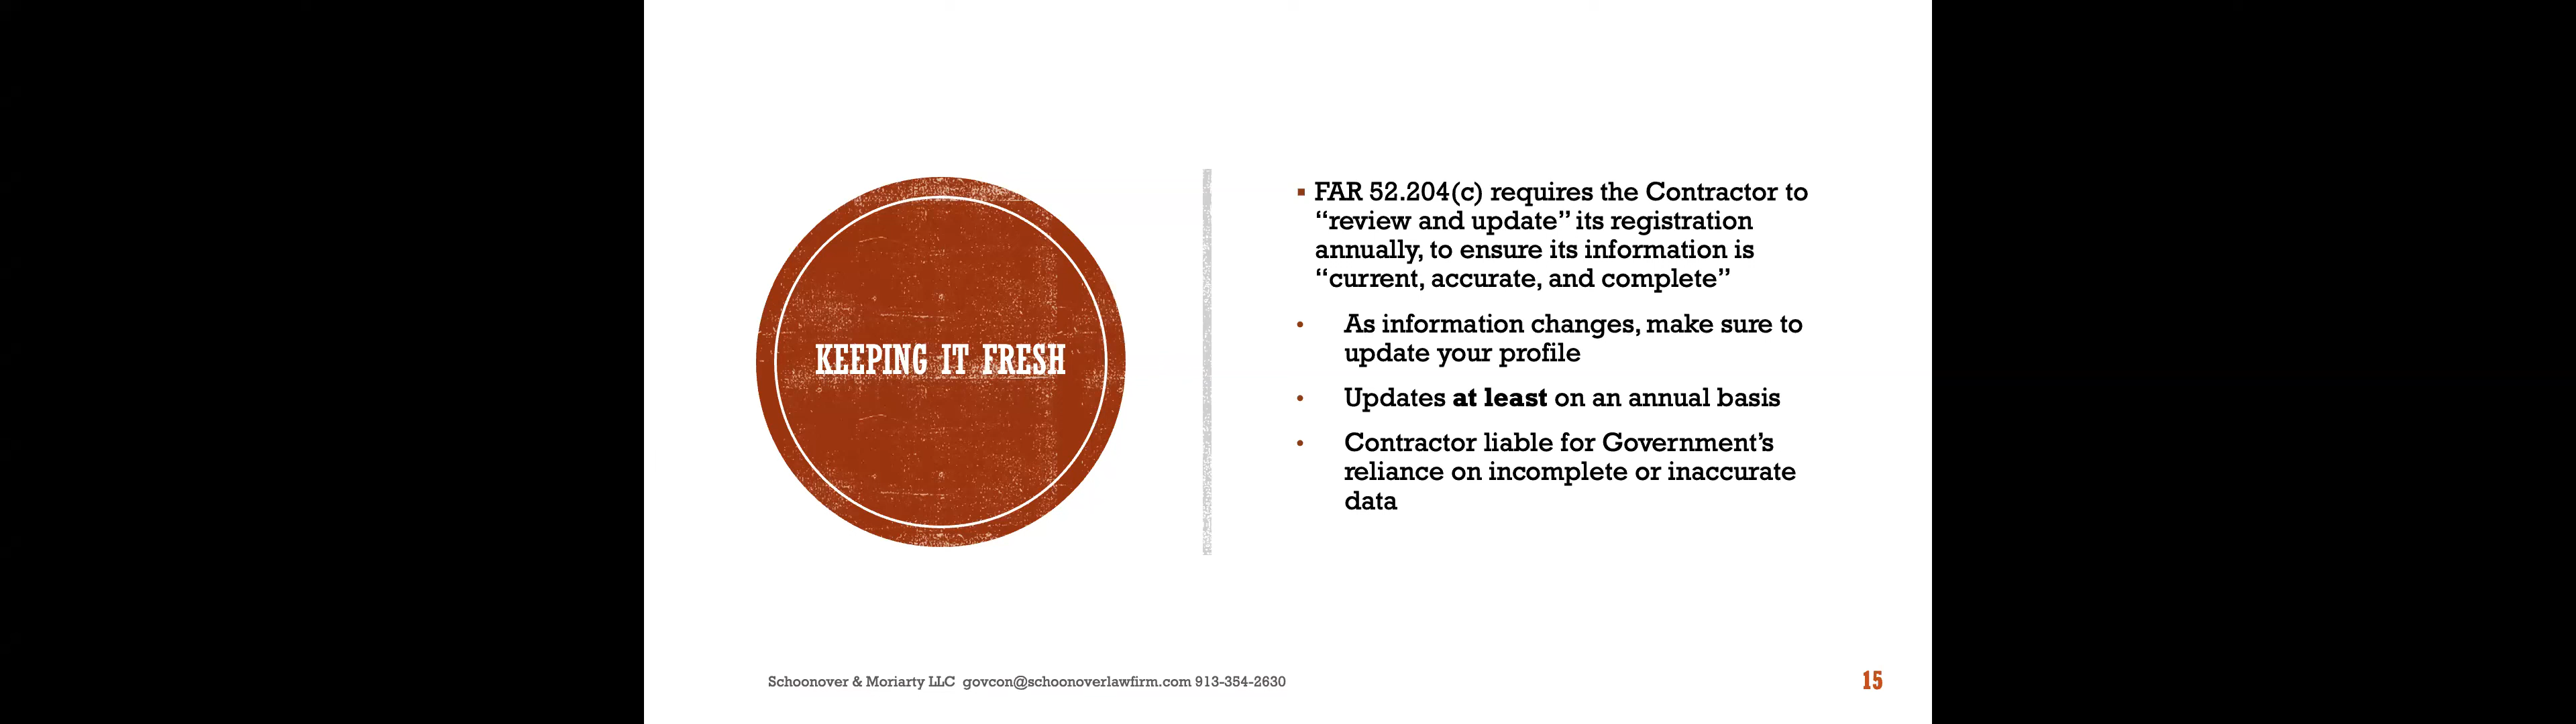 KEEPING IT FRESH
▪ FAR 52.204(c) requires the Contractor to
“review and update” its registration
annually, to ensure its information is
“current, accurate, and complete”
• As information changes, make sure to
update your profile
• Updates at least on an annual basis
• Contractor liable for Government’s
reliance on incomplete or inaccurate
data
Schoonover & Moriarty LLC govcon@schoonoverlawfirm.com 913-354-2630
15